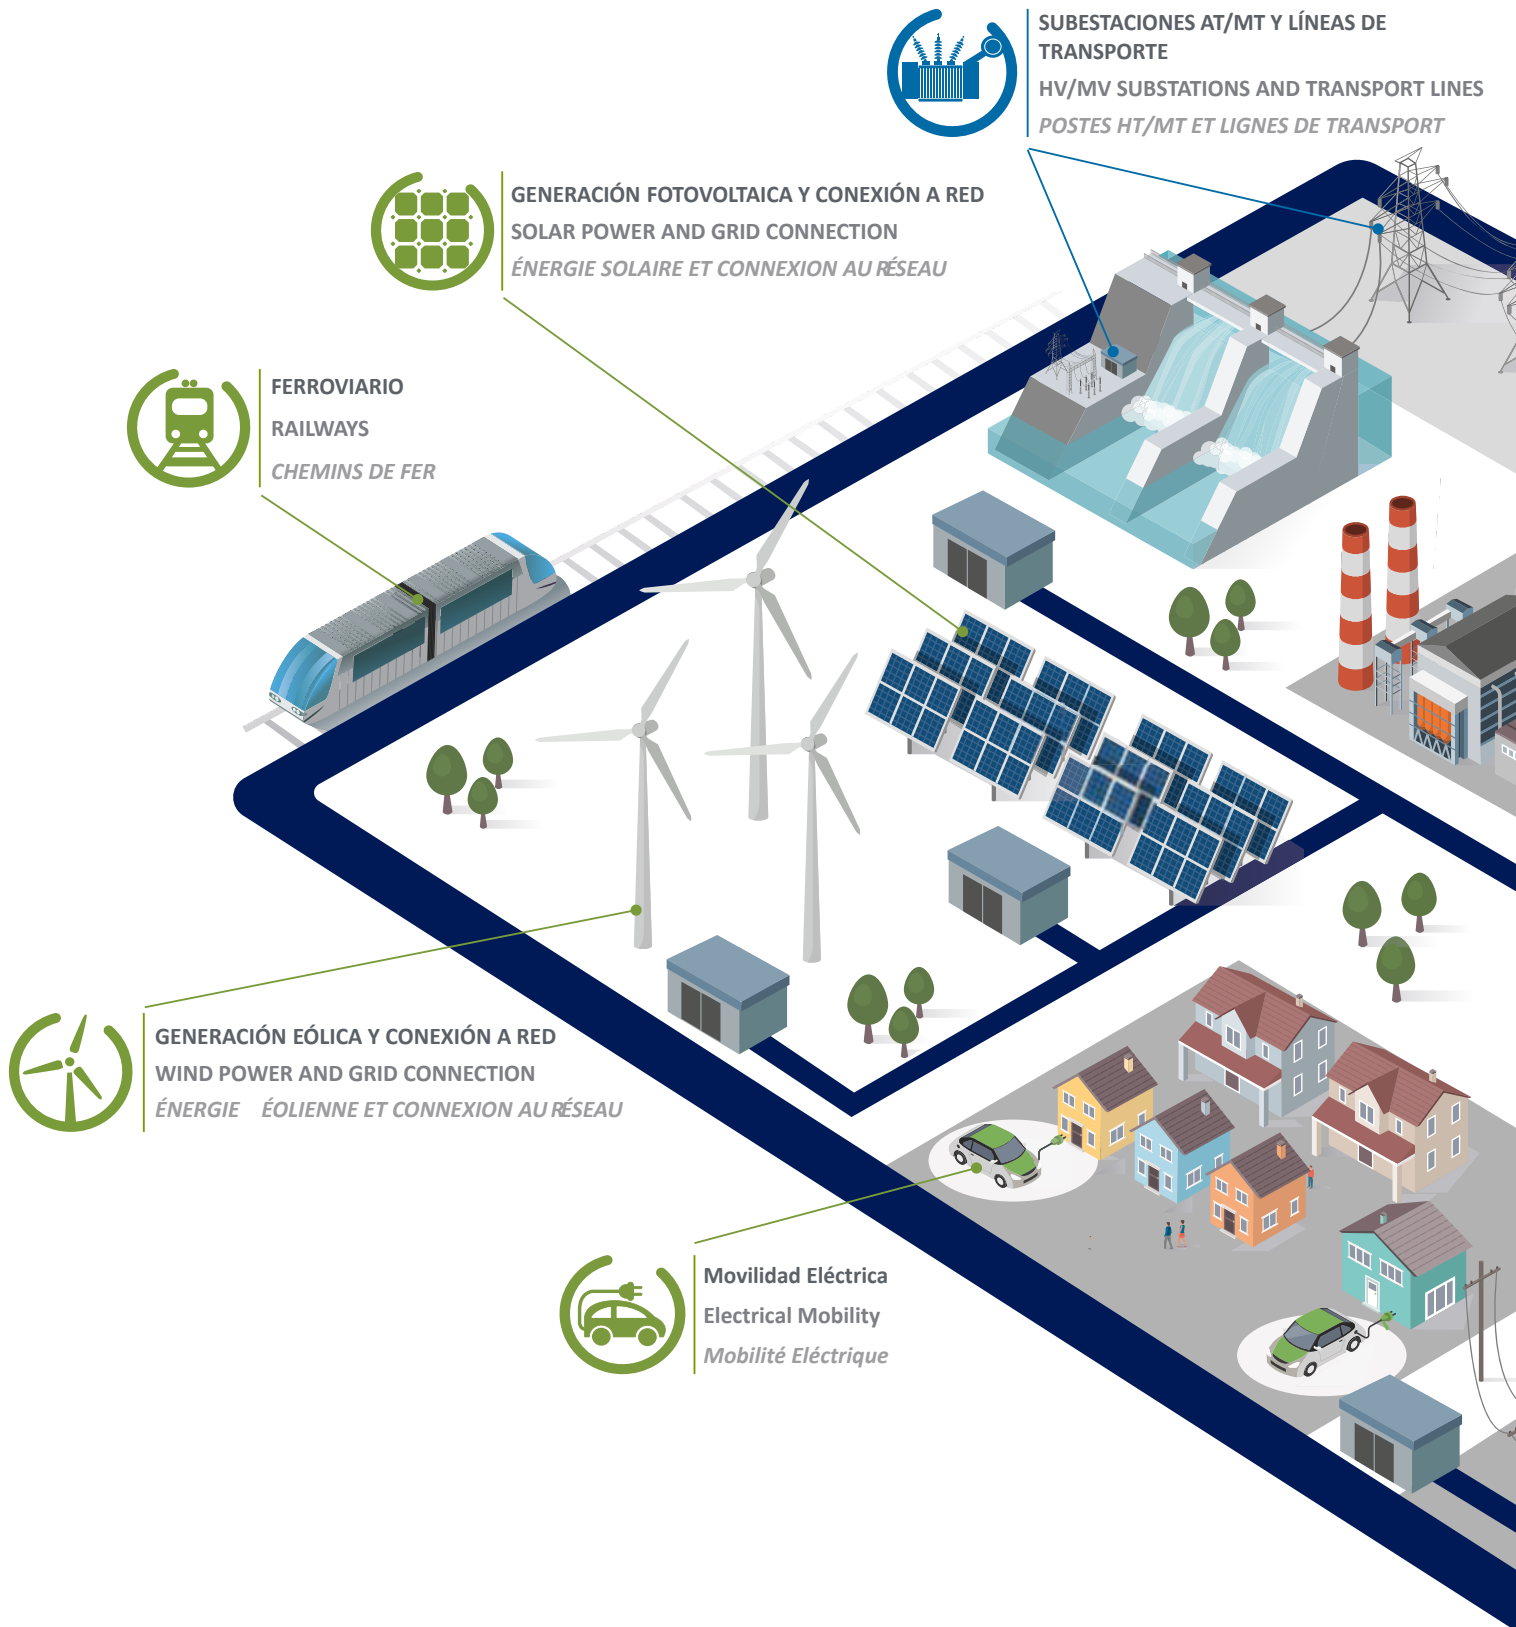 SUBESTACIONES AT/MT Y LÍNEAS DE
TRANSPORTE
HV/MV SUBSTATIONS AND TRANSPORT LINES
POSTES HT/MT ET LIGNES DE TRANSPORT
GENERACIÓN FOTOVOLTAICA Y CONEXIÓN A RED
SOLAR POWER AND GRID CONNECTION
ÉNERGIE SOLAIRE ET CONNEXION AU RÉSEAU
FERROVIARIO
RAILWAYS
CHEMINS DE FER
GENERACIÓN EÓLICA Y CONEXIÓN A RED
WIND POWER AND GRID CONNECTION
ÉNERGIE ÉOLIENNE ET CONNEXION AU RÉSEAU
Movilidad Eléctrica
Electrical Mobility
Mobilité Eléctrique